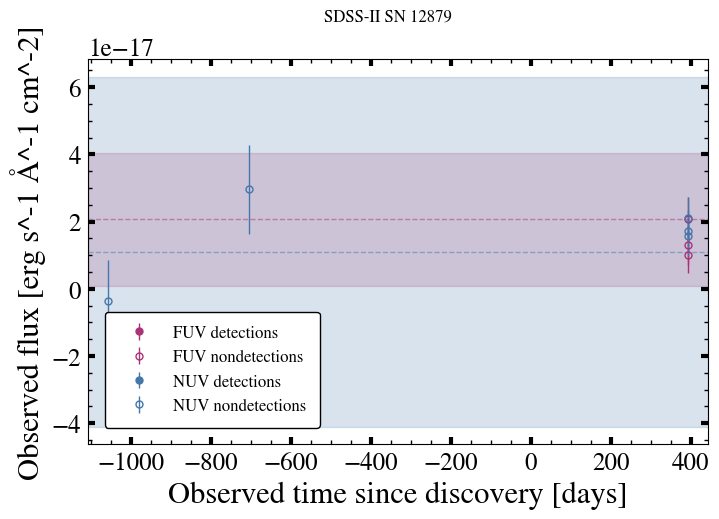 SDSS-II SN 12879
1e−17
Observed flux [erg s^-1 Å^-1 cm^-2]
6
4
2
0
−2
−4
FUV detections
FUV nondetections
NUV detections
NUV nondetections
−1000 −800 −600 −400 −200 0 200 400
Observed time since discovery [days]